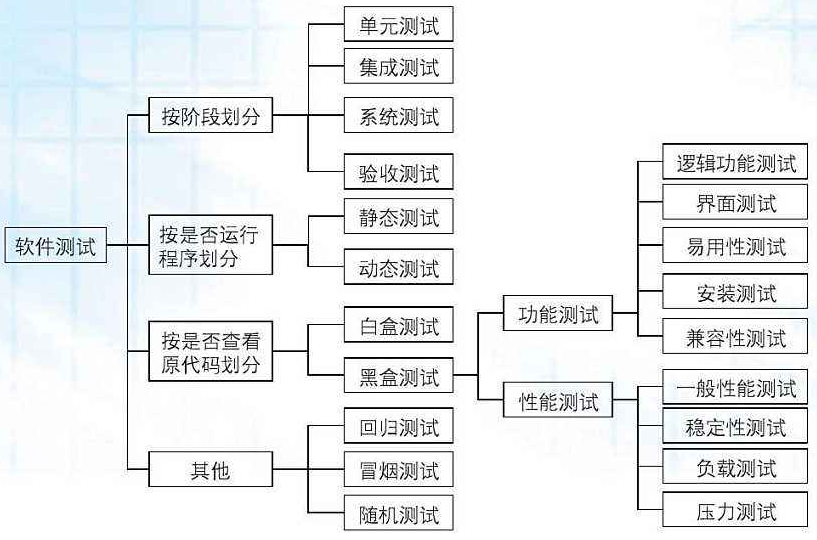 软件测试
按阶段划分
单元测试
集成测试
系统测试
验收测试
按是否运行
程序划分
静态测试
动态测试
按是否查看
原代码划分
白盒测试
黑盒测试
功能测试
逻辑功能测试
界面测试
易用性测试
安装测试
兼容性测试
性能测试
一般性能测试
稳定性测试
负载测试
压力测试
其他
回归测试
冒烟测试
随机测试